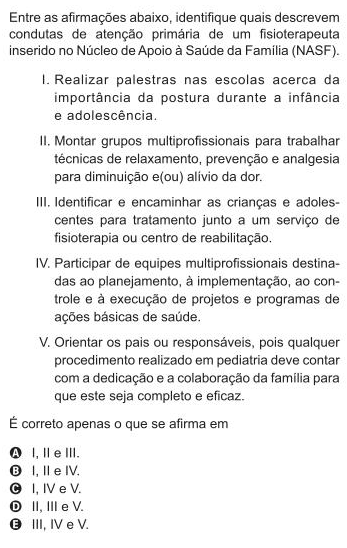 Entre as afirmações abaixo, identifique quais descrevem
condutas de atenção primária de um fisioterapeuta
inserido no Núcleo de Apoio à Saúde da Família (NASF).
I. Realizar palestras nas escolas acerca da
importância da postura durante a infância
e adolescência.
II. Montar grupos multiprofissionais para trabalhar
técnicas de relaxamento, prevenção e analgesia
para diminuição e(ou) alívio da dor.
III. Identificar e encaminhar as crianças e adoles-
centes para tratamento junto a um serviço de
fisioterapia ou centro de reabilitação.
IV. Participar de equipes multiprofissionais destina-
das ao planejamento, à implementação, ao con-
trole e à execução de projetos e programas de
ações básicas de saúde.
V. Orientar os pais ou responsáveis, pois qualquer
procedimento realizado em pediatria deve contar
com a dedicação e a colaboração da família para
que este seja completo e eficaz.
É correto apenas o que se afirma em
A I, II e III.
B I, II e IV.
C I, IV e V.
D II, III e V.
E III, IV e V.